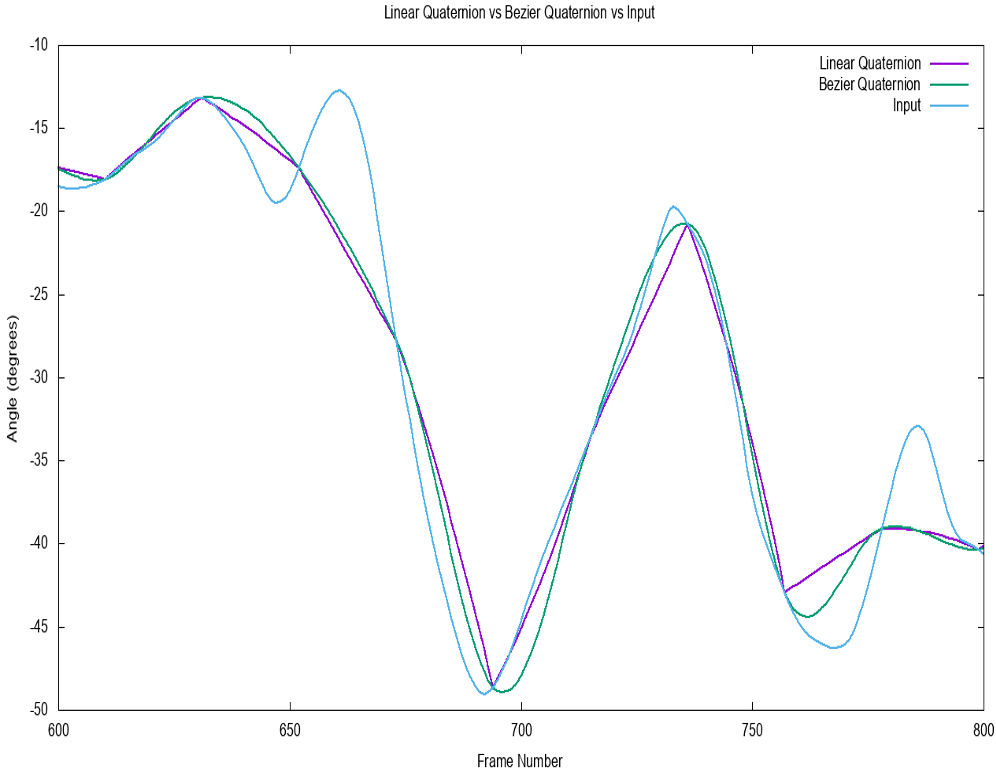 Linear Quaternion vs Bezier Quaternion vs Input
-10
Linear Quaternion
Bezier Quaternion
Input
-15
-20
-25
-30
-35
-40
-45
-50
Angle (degrees)
600
650
700
750
800
Frame Number